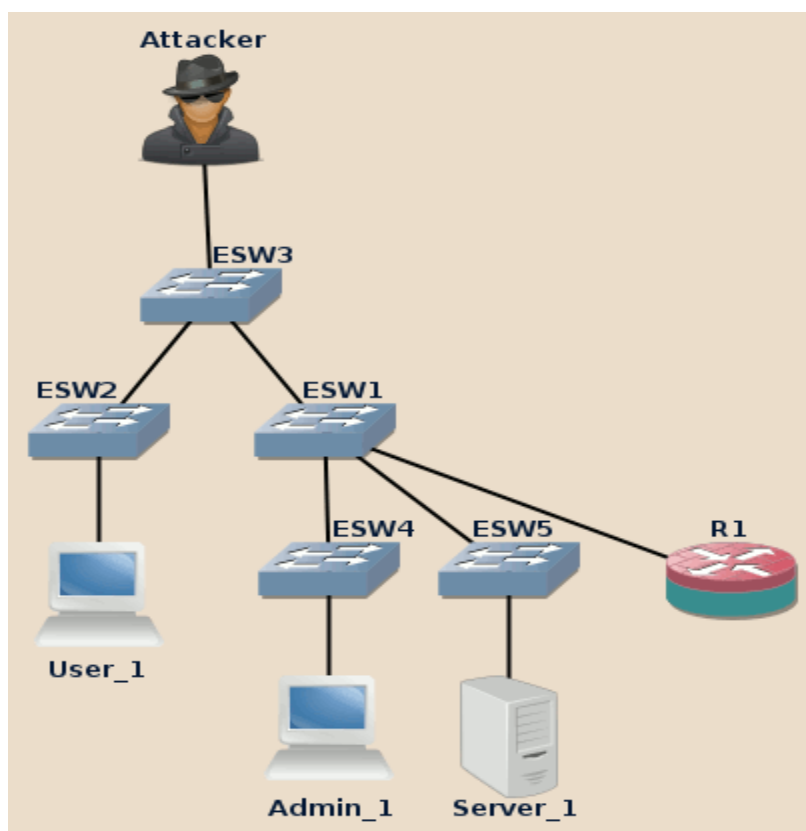 Attacker
ESW3
ESW2
ESW1
ESW4
ESW5
R1
User_1
Admin_1
Server_1